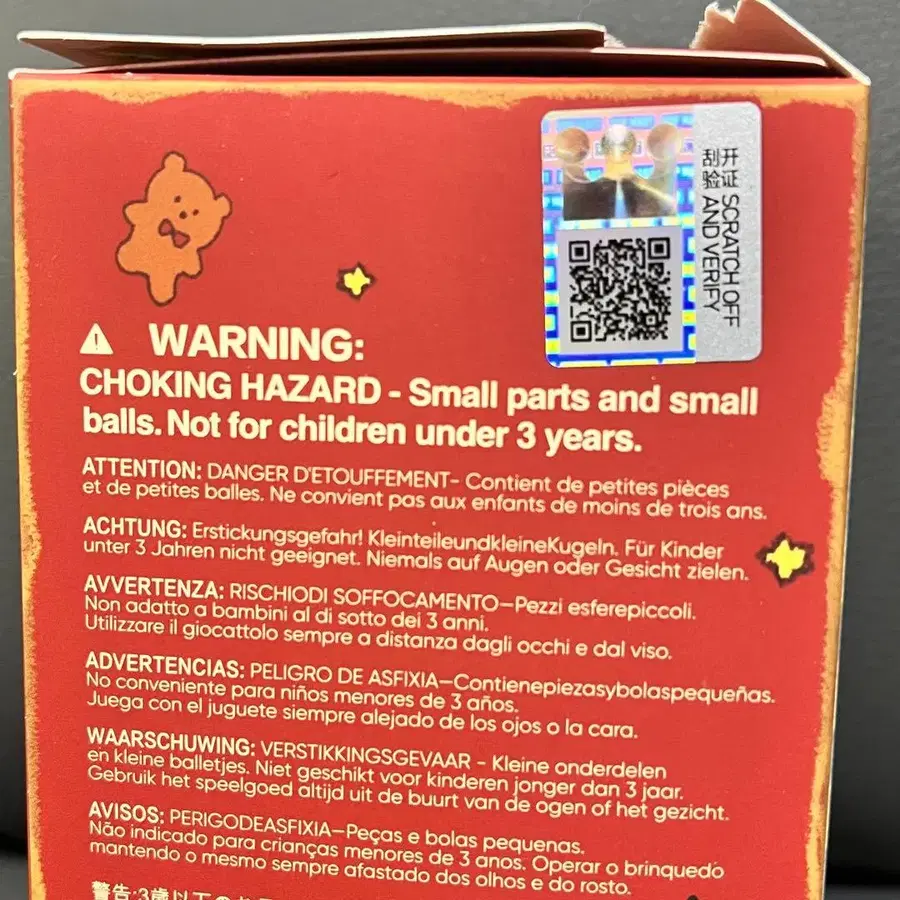 开 证 SCRATCH OFF
刮 验 AND VERIFY
WARNING:
CHOKING HAZARD - Small parts and small
balls. Not for children under 3 years.
ATTENTION: DANGER D'ETOUFFEMENT- Contient de petites pièces
et de petites balles. Ne convient pas aux enfants de moins de trois ans.
ACHTUNG: Erstickungsgefahr! KleinteileundkleineKugeln. Für Kinder
unter 3 Jahren nicht geeignet. Niemals auf Augen oder Gesicht zielen.
AVVERTENZA: RISCHIODI SOFFOCAMENTO—Pezzi esferepiccoli.
Non adatto a bambini al di sotto dei 3 anni.
Utilizzare il giocattolo sempre a distanza dagli occhi e dal viso.
ADVERTENCIAS: PELIGRO DE ASFIXIA—Contienepiezasybolaspequeñas.
No conveniente para niños menores de 3 años.
Juega con el juguete siempre alejado de los ojos o la cara.
WAARSCHUWING: VERSTIKKINGSGEVAAR - Kleine onderdelen
en kleine balletjes. Niet geschikt voor kinderen jonger dan 3 jaar.
Gebruik het speelgoed altijd uit de buurt van de ogen of het gezicht.
AVISOS: PERIGODEASFIXIA—Peças e bolas pequenas.
Não indicado para crianças menores de 3 anos. Operar o brinquedo
mantendo o mesmo sempre afastado dos olhos e do rosto.
警告:3歳以下の